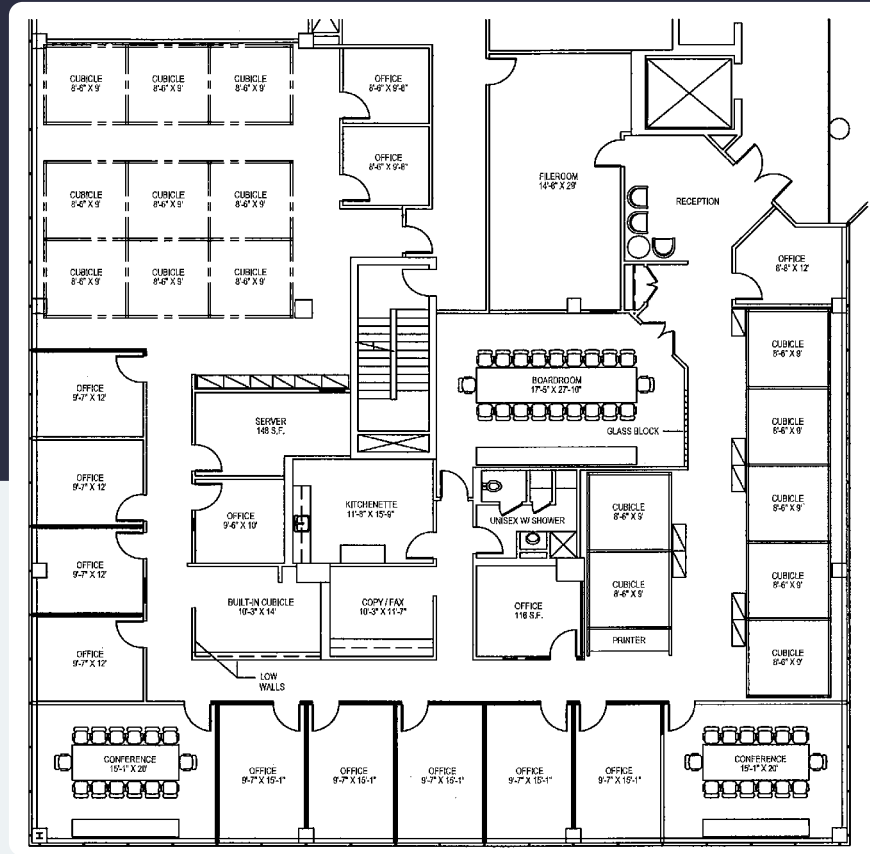 CUBICLE
8'-6" X 9'
CUBICLE
8'-6" X 9'
CUBICLE
8'-6" X 9'
OFFICE
8'-6" X 9'-8"
OFFICE
8'-6" X 9'-8"
CUBICLE
8'-6" X 9'
CUBICLE
8'-6" X 9'
CUBICLE
8'-6" X 9'
CUBICLE
8'-6" X 9'
CUBICLE
8'-6" X 9'
CUBICLE
8'-6" X 9'
FILEROOM
14'-6" X 29'
RECEPTION
OFFICE
X 12'
CUBICLE
8'-6" X 9'
CUBICLE
8'-6" X 9'
CUBICLE
8'-6" X 9'
CUBICLE
8'-6" X 9'
CUBICLE
8'-6" X 9'
BOARDROOM
17'-5" X 27'-10"
GLASS BLOCK
OFFICE
9'-7" X 12'
OFFICE
9'-7" X 12'
OFFICE
9'-7" X 12'
OFFICE
9'-7" X 12'
SERVER
148 S.F.
OFFICE
9'-6" X 10'
KITCHENETTE
11'-8" X 15'-9"
UNISEX W/ SHOWER
CUBICLE
8'-6" X 9'
CUBICLE
8'-6" X 9'
PRINTER
BUILT-IN CUBICLE
10'-3" X 14'
COPY / FAX
10'-3" X 11'-7"
OFFICE
116 S.F.
LOW
WALLS
CONFERENCE
15'-1" X 20'
OFFICE
9'-7" X 15'-1"
OFFICE
9'-7" X 15'-1"
OFFICE
9'-7" X 15'-1"
OFFICE
9'-7" X 15'-1"
OFFICE
9'-7" X 15'-1"
CONFERENCE
15'-1" X 20'